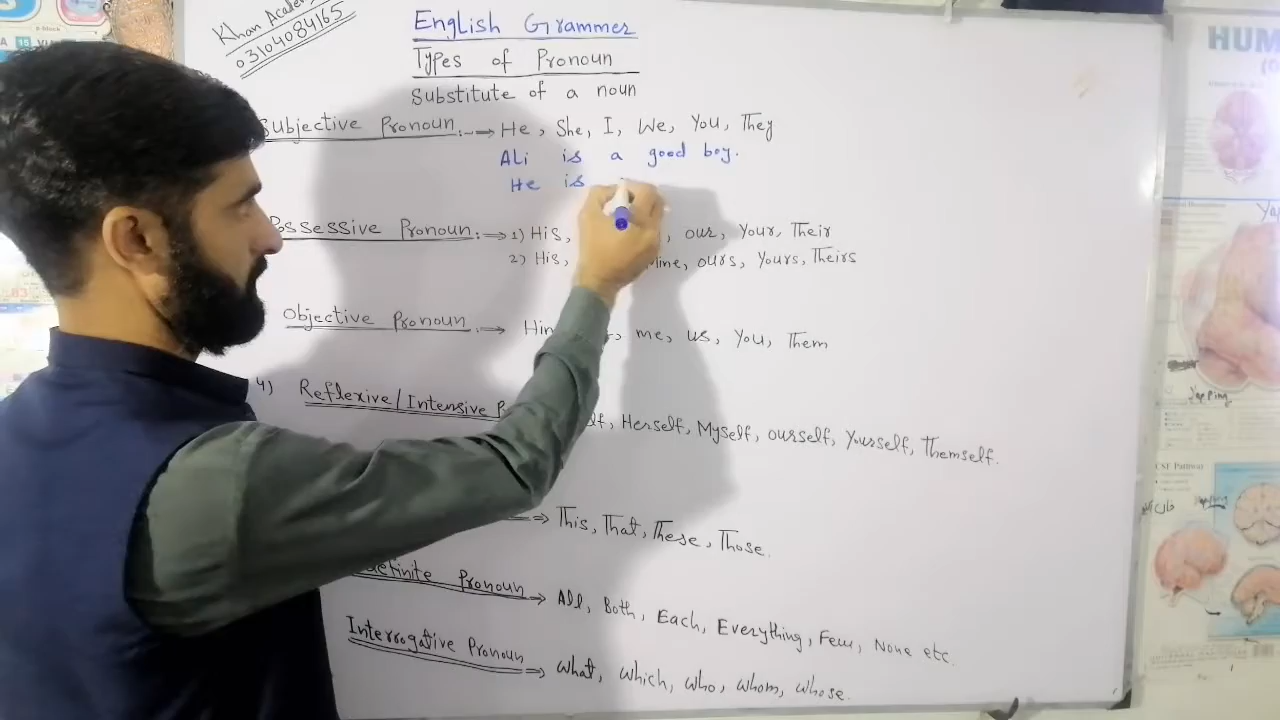 Khan Academy
03104084165
English Grammer
Types of Pronoun
Substitute of a noun
Subjective Pronoun :- → He, She, I, We, You, They
ALi is a good boy.
He is
Possessive Pronoun :- ⇒ 1) His, our, Your, Their
2) His, Mine, ours, Yours, Theirs
Objective Pronoun :- ⇒ me, us, You, Them
4) Reflexive/Intensive Herself, Myself, ourself, Yourself, Themself.
⇒ This, That, These, Those.
Pronoun → All, Both, Each, Everything, Few, None etc.
Interrogative Pronoun ⇒ What, Which, who, whom, whose.
HUM
CSF Pathway